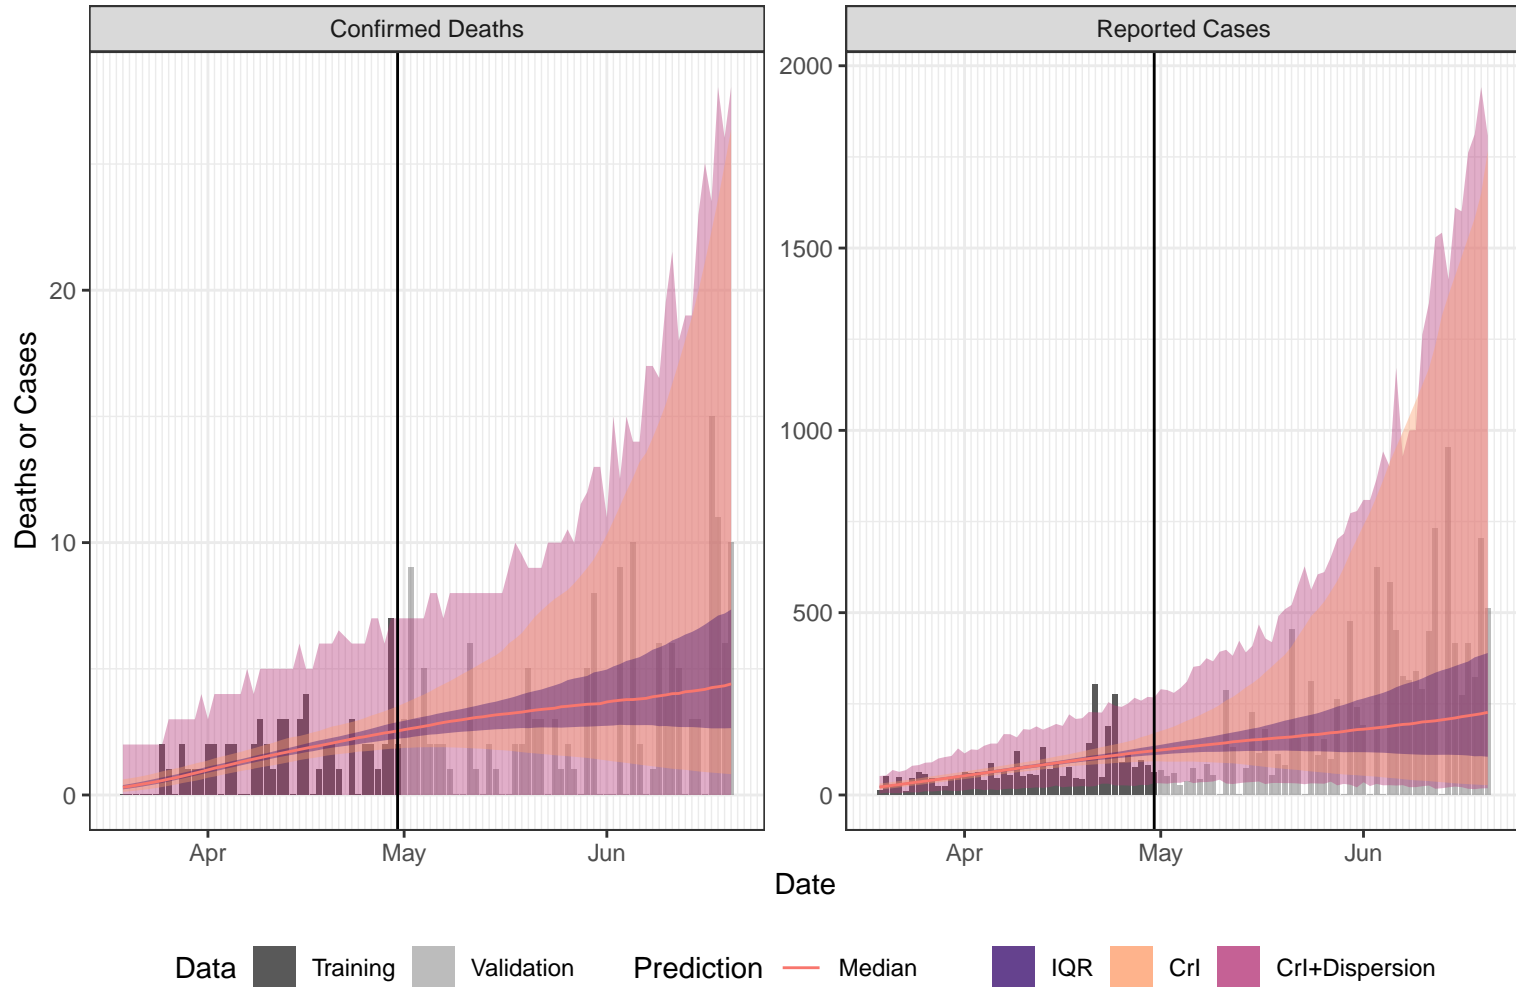 Confirmed Deaths
Reported Cases
Deaths or Cases
20
10
0
2000
1500
1000
500
0
Apr
May
Jun
Apr
May
Jun
Date
Data
Training
Validation
Prediction
Median
IQR
CrI
CrI+Dispersion